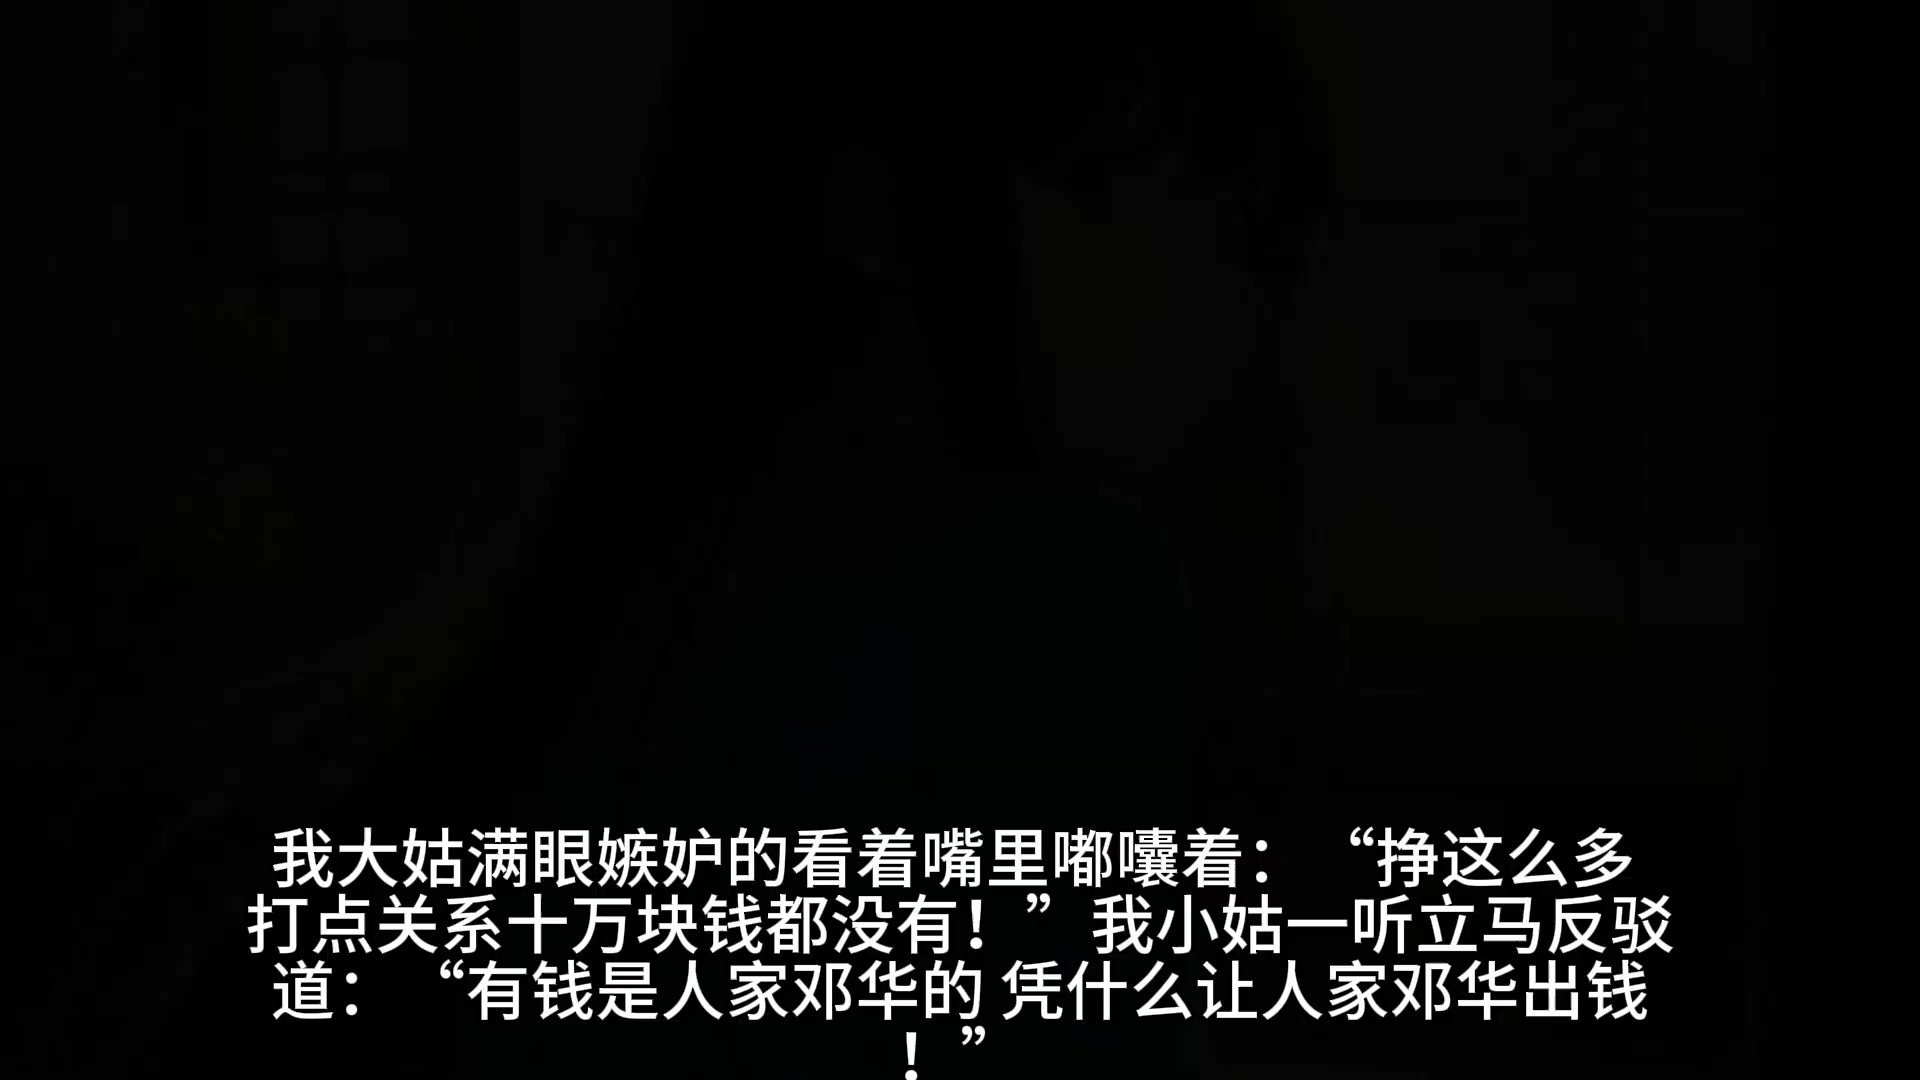 我大姑满眼嫉妒的看着嘴里嘟囔着：“挣这么多
打点关系十万块钱都没有！”我小姑一听立马反驳
道：“有钱是人家邓华的 凭什么让人家邓华出钱
！”